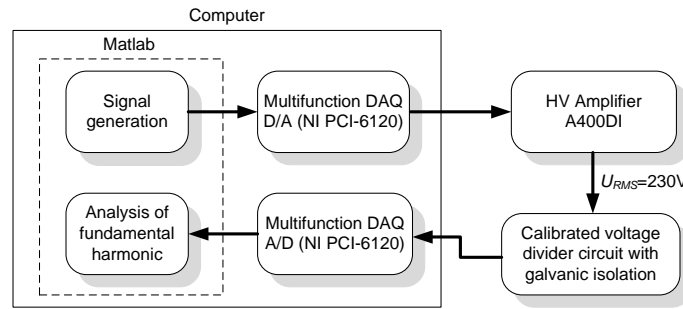 Computer
Matlab
Signal
generation
Multifunction DAQ
D/A (NI PCI-6120)
HV Amplifier
A400DI
U_RMS=230V
Analysis of
fundamental
harmonic
Multifunction DAQ
A/D (NI PCI-6120)
Calibrated voltage
divider circuit with
galvanic isolation